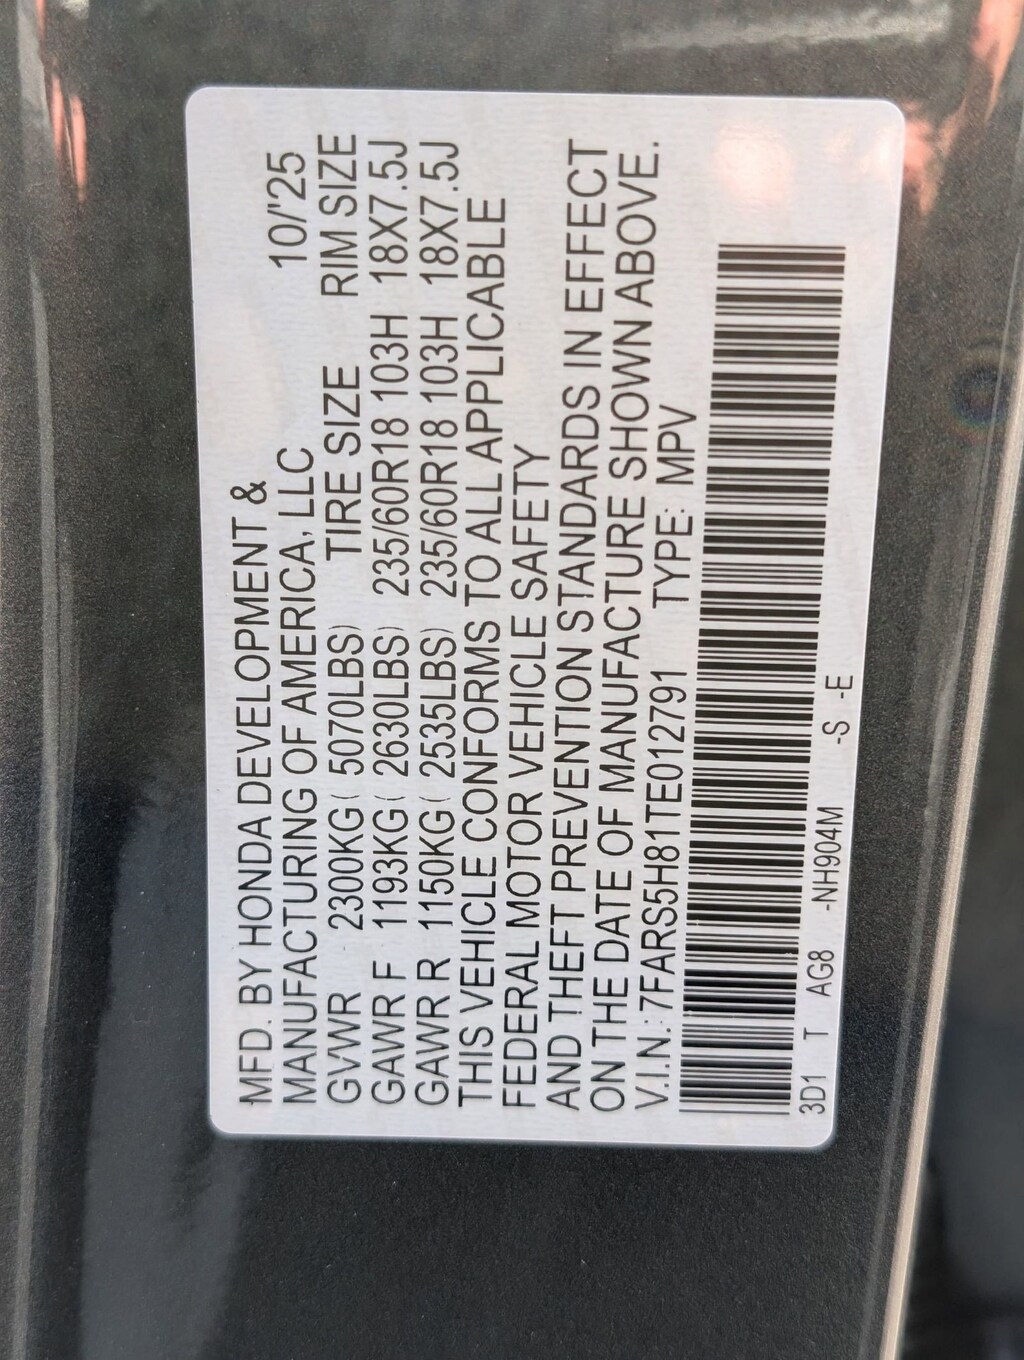 MFD. BY HONDA DEVELOPMENT &
MANUFACTURING OF AMERICA, LLC 10/'25
GVWR 2300KG( 5070LBS) TIRE SIZE RIM SIZE
GAWR F 1193KG( 2630LBS) 235/60R18 103H 18X7.5J
GAWR R 1150KG( 2535LBS) 235/60R18 103H 18X7.5J
THIS VEHICLE CONFORMS TO ALL APPLICABLE
FEDERAL MOTOR VEHICLE SAFETY
AND THEFT PREVENTION STANDARDS IN EFFECT
ON THE DATE OF MANUFACTURE SHOWN ABOVE.
V.I.N.: 7FARS5H81TE012791 TYPE: MPV
3D1 T AG8 -NH904M -S -E